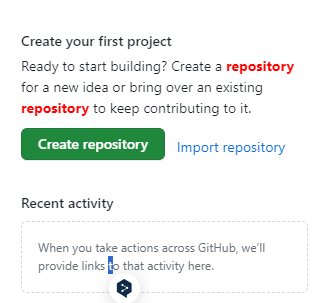 Create your first project
Ready to start building? Create a repository
for a new idea or bring over an existing
repository to keep contributing to it.
Create repository
Import repository
Recent activity
When you take actions across GitHub, we'll
provide links to that activity here.